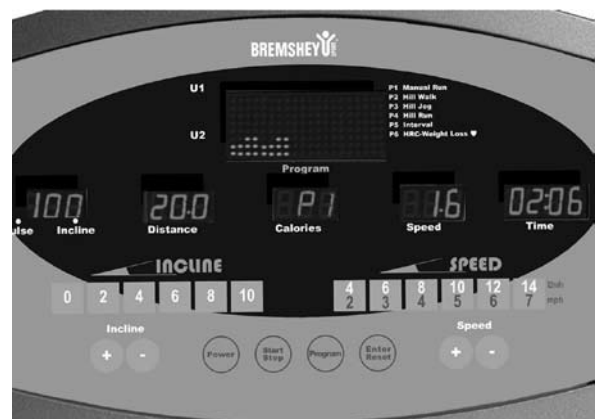 BREMSHEY
SPORT
U1
U2
P1 Manual Run
P2 Hill Walk
P3 Hill Jog
P4 Hill Run
P5 Interval
P6 HRC-Weight Loss ♥
Program
100 20.0 P1 1.6 02:06
ulse Incline Distance Calories Speed Time
INCLINE SPEED
0 2 4 6 8 10 4 6 8 10 12 14 Km/h
2 3 4 5 6 7 mph
Incline Speed
+ - Power Start Stop Program Enter Reset + -